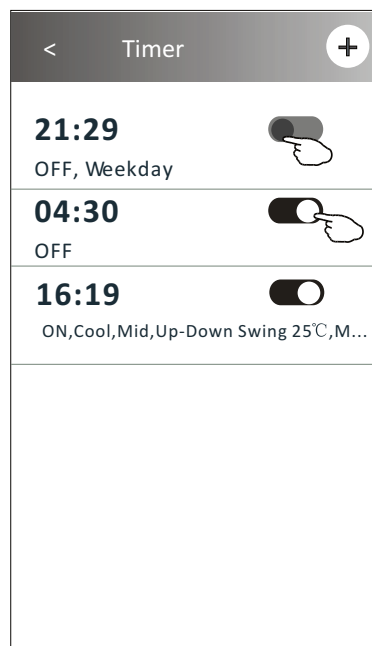 < Timer +
21:29
OFF, Weekday
04:30
OFF
16:19
ON,Cool,Mid,Up-Down Swing 25℃,M...